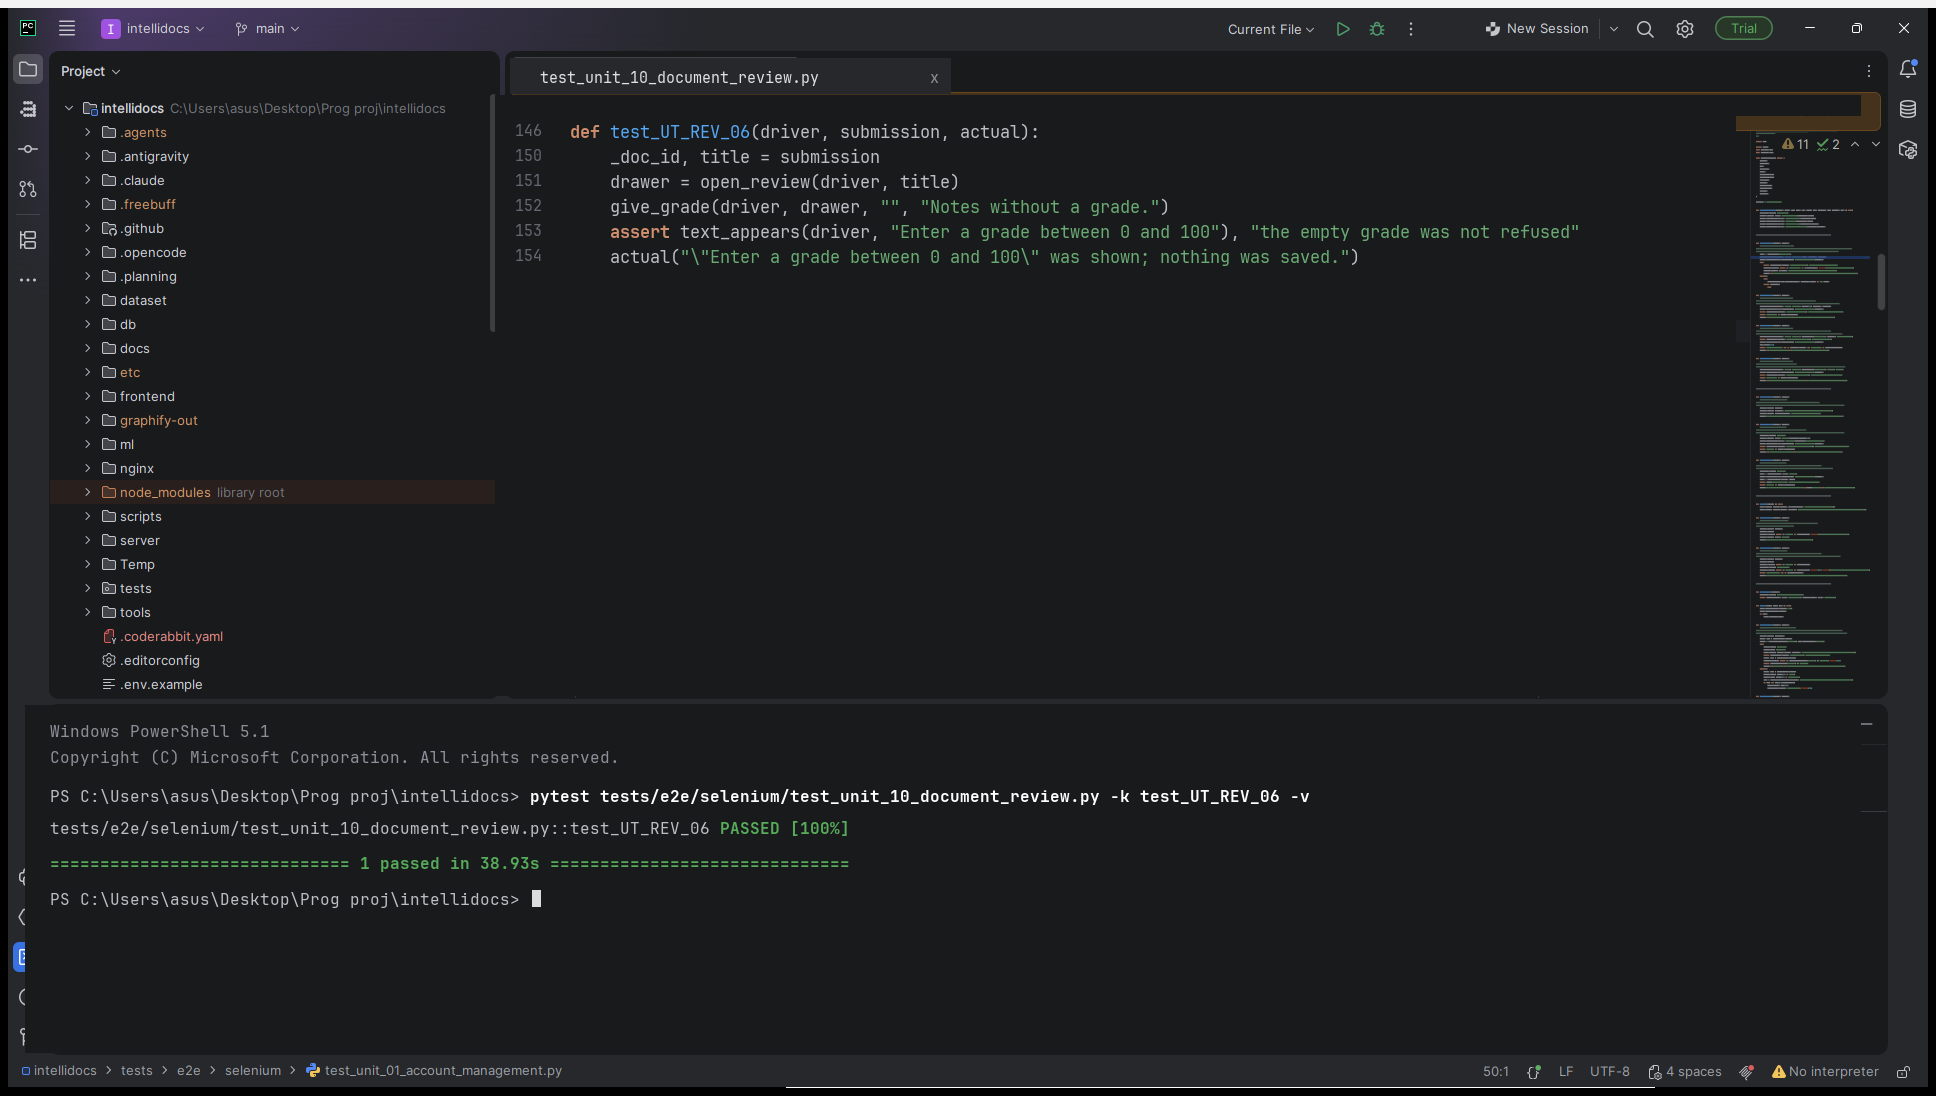 PC
I intellidocs
main
Current File
New Session
Trial
Project
intellidocs C:\Users\asus\Desktop\Prog proj\intellidocs
.agents
.antigravity
.claude
.freebuff
.github
.opencode
.planning
dataset
db
docs
etc
frontend
graphify-out
ml
nginx
node_modules library root
scripts
server
Temp
tests
tools
.coderabbit.yaml
.editorconfig
.env.example
test_unit_10_document_review.py x
11 2
146 def test_UT_REV_06(driver, submission, actual):
150 _doc_id, title = submission
151 drawer = open_review(driver, title)
152 give_grade(driver, drawer, "", "Notes without a grade.")
153 assert text_appears(driver, "Enter a grade between 0 and 100"), "the empty grade was not refused"
154 actual("\"Enter a grade between 0 and 100\" was shown; nothing was saved.")
Windows PowerShell 5.1
Copyright (C) Microsoft Corporation. All rights reserved.
PS C:\Users\asus\Desktop\Prog proj\intellidocs> pytest tests/e2e/selenium/test_unit_10_document_review.py -k test_UT_REV_06 -v
tests/e2e/selenium/test_unit_10_document_review.py::test_UT_REV_06 PASSED [100%]
============================== 1 passed in 38.93s ==============================
PS C:\Users\asus\Desktop\Prog proj\intellidocs>
intellidocs > tests > e2e > selenium > test_unit_01_account_management.py
50:1 LF UTF-8 4 spaces No interpreter